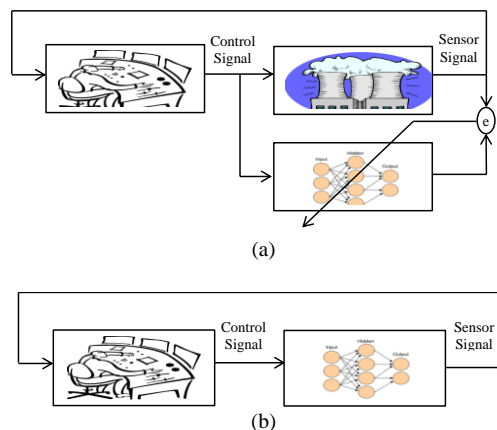 Control
Signal
Sensor
Signal
e
Input
Hidden
Output
(a)
Control
Signal
Sensor
Signal
Input
Hidden
Output
(b)